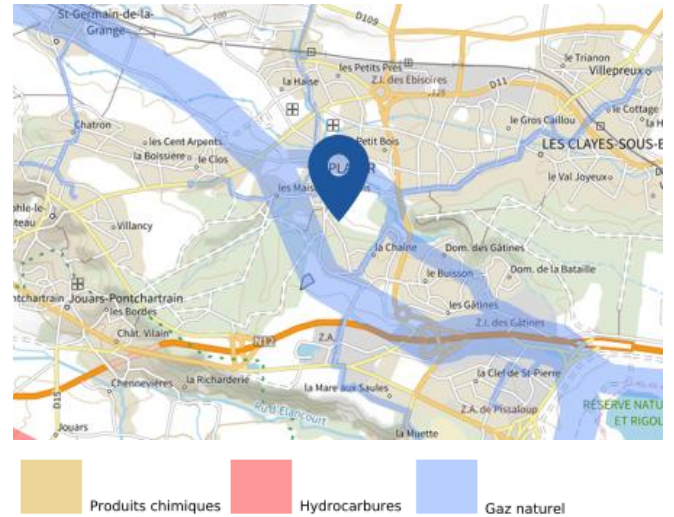 St-Germain-de-la-
Grange
D109
les Petits Prés
le Trianon
Villepreux
la Haise
Z.I. des Ebisoires
D11
le Cottage
Chatron
le Gros Caillou
les Cent Arpents
Petit Bois
LES CLAYES-SOUS-
la Boissière
le Clos
le Val Joyeux
Villancy
la Chaine
Dom. des Gâtines
le Buisson
Dom. de la Bataille
Jouars-Pontchartrain
les Bordes
les Gâtines
Z.I. des Gâtines
Chât. Vilain
N12
Z.A.
Chennevières
la Richarderie
la Clef de St-Pierre
la Mare aux Saules
D15
Z.A. de Pissaloup
RÉSERVE NATU
ET RIGOL
Ru d'Elancourt
Jouars
la Muette
Produits chimiques
Hydrocarbures
Gaz naturel